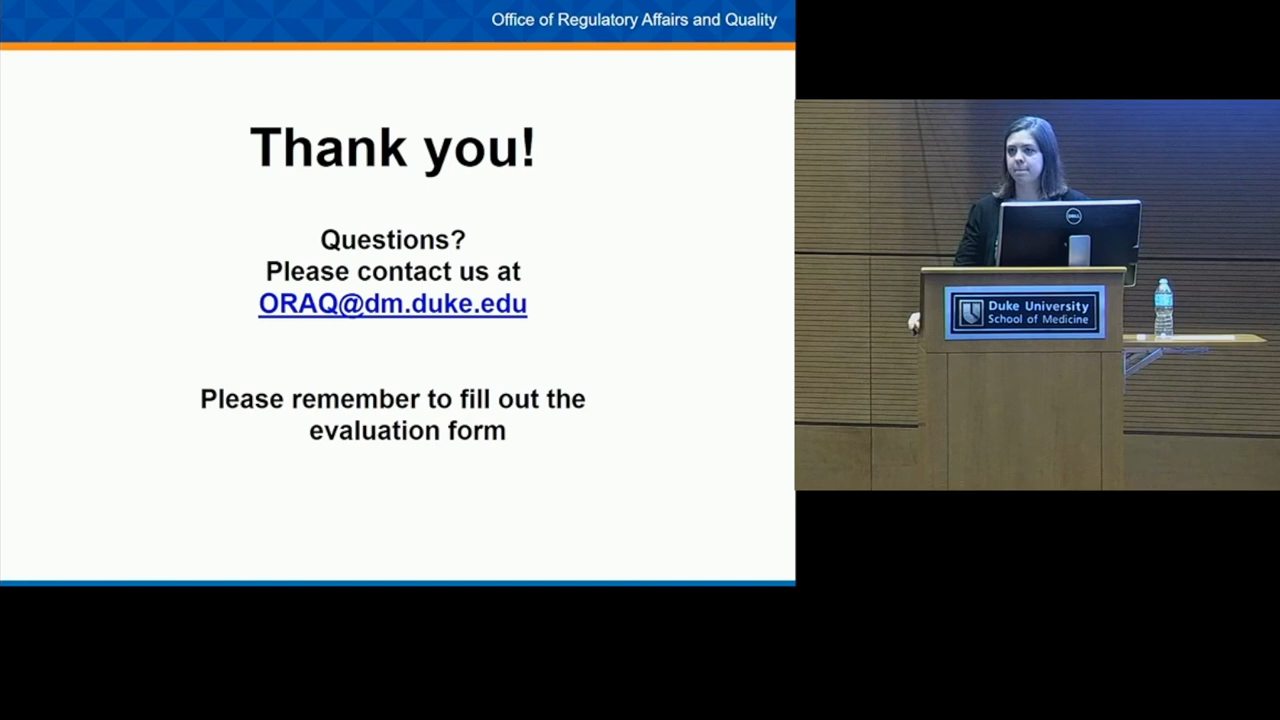 Office of Regulatory Affairs and Quality
Thank you!
Questions?
Please contact us at
ORAQ@dm.duke.edu
Please remember to fill out the
evaluation form
DELL
Duke University
School of Medicine